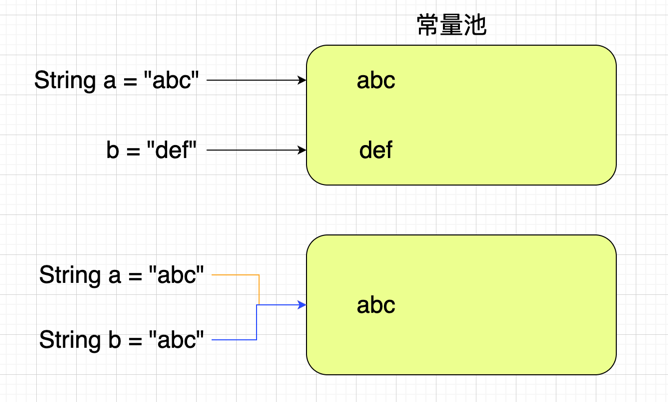 常量池
String a = "abc"
abc
b = "def"
def
String a = "abc"
abc
String b = "abc"